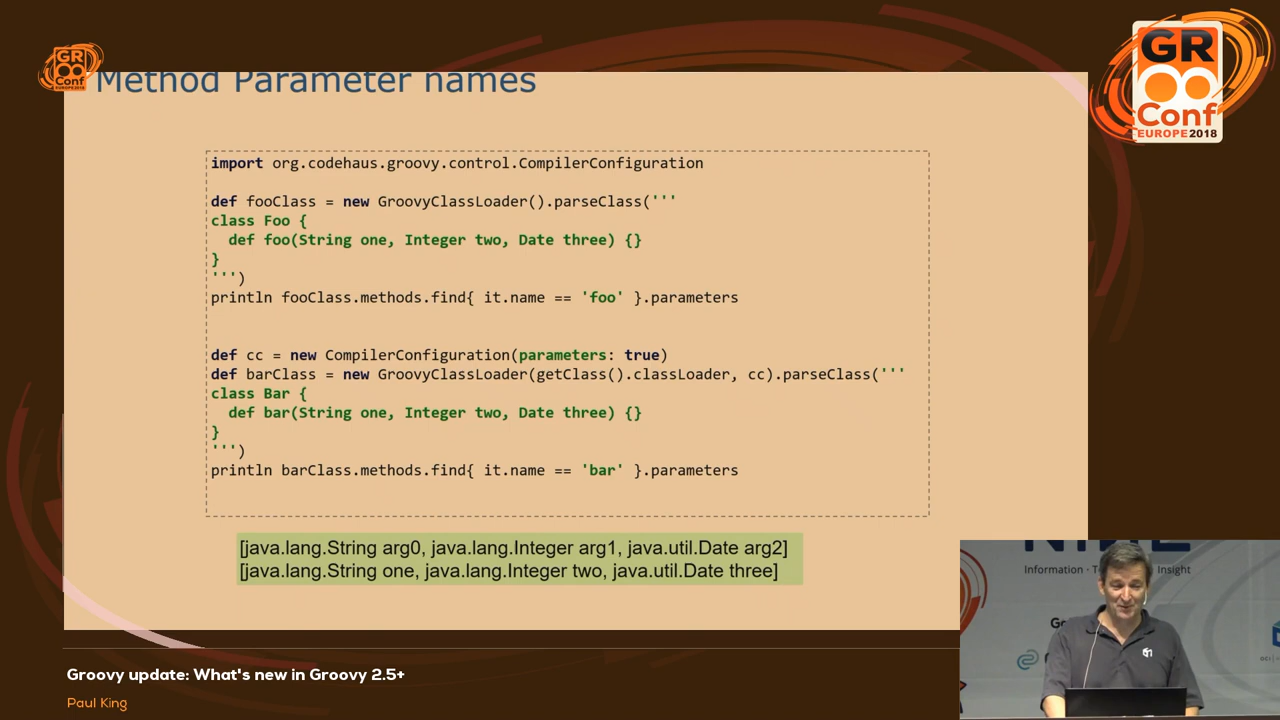 GR
Conf
EUROPE2018
Method Parameter names
GR
Conf
EUROPE2018
import org.codehaus.groovy.control.CompilerConfiguration
def fooClass = new GroovyClassLoader().parseClass('''
class Foo {
  def foo(String one, Integer two, Date three) {}
}
''')
println fooClass.methods.find{ it.name == 'foo' }.parameters
def cc = new CompilerConfiguration(parameters: true)
def barClass = new GroovyClassLoader(getClass().classLoader, cc).parseClass('''
class Bar {
  def bar(String one, Integer two, Date three) {}
}
''')
println barClass.methods.find{ it.name == 'bar' }.parameters
[java.lang.String arg0, java.lang.Integer arg1, java.util.Date arg2]
[java.lang.String one, java.lang.Integer two, java.util.Date three]
Information
Insight
Groovy update: What's new in Groovy 2.5+
Paul King